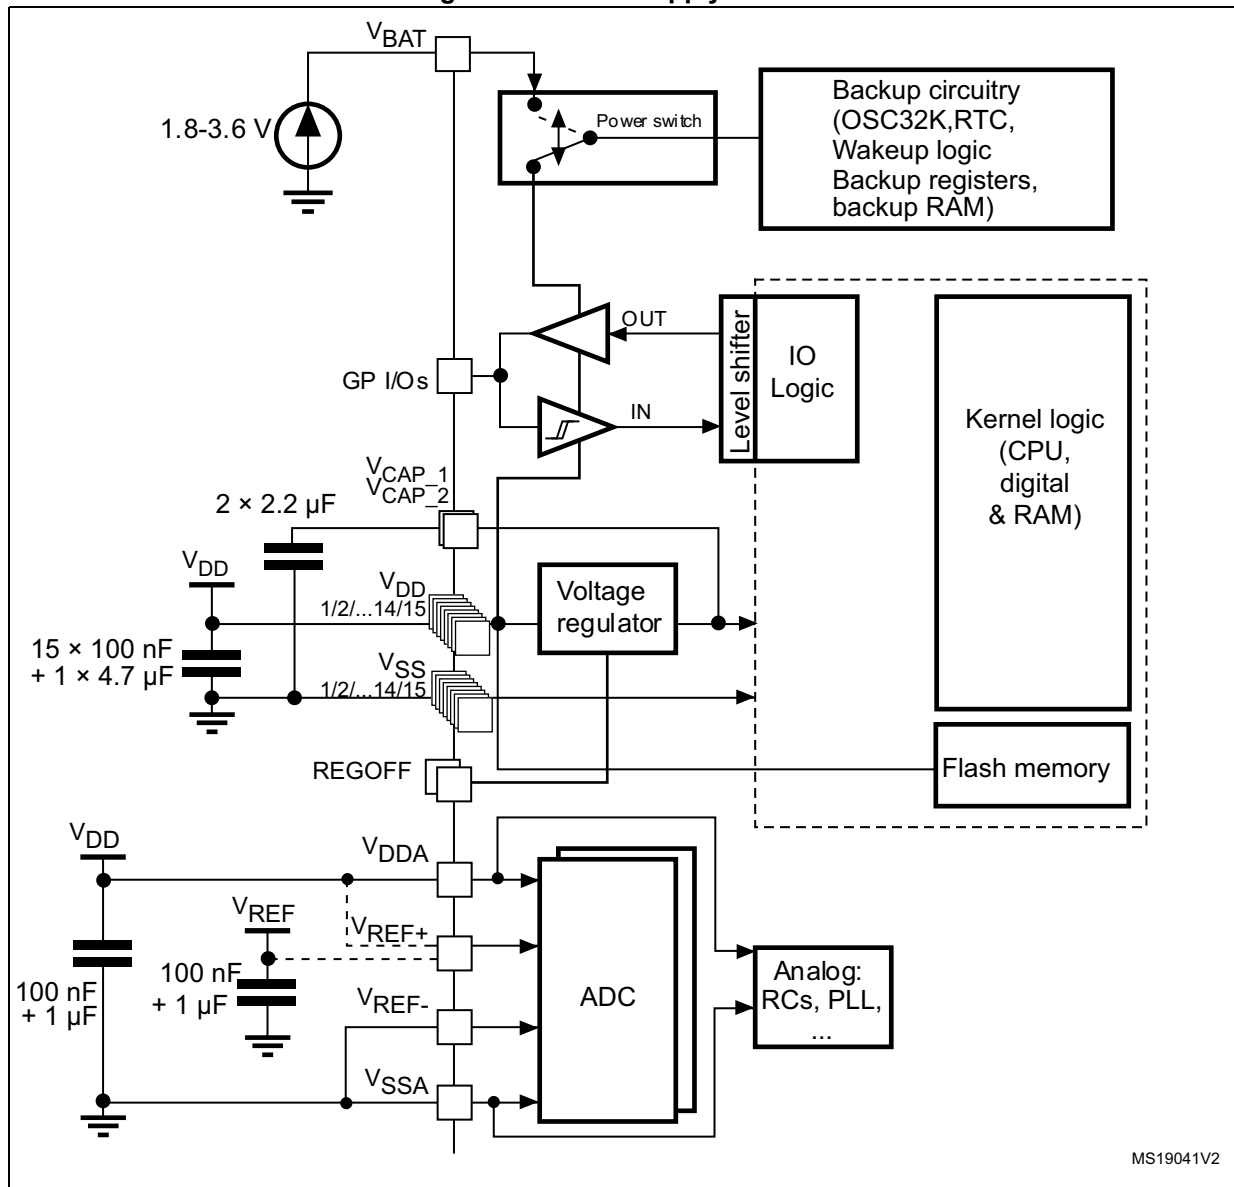 VBAT
1.8-3.6 V
Power switch
Backup circuitry
(OSC32K,RTC,
Wakeup logic
Backup registers,
backup RAM)
OUT
GP I/Os
IN
Level shifter
IO
Logic
Kernel logic
(CPU,
digital
& RAM)
VCAP_1
VCAP_2
2 × 2.2 μF
VDD
VDD
1/2/...14/15
Voltage
regulator
15 × 100 nF
+ 1 × 4.7 μF
VSS
1/2/...14/15
REGOFF
Flash memory
VDD
VDDA
VREF
VREF+
100 nF
+ 1 μF
100 nF
+ 1 μF
VREF-
ADC
Analog:
RCs, PLL,
...
VSSA
MS19041V2